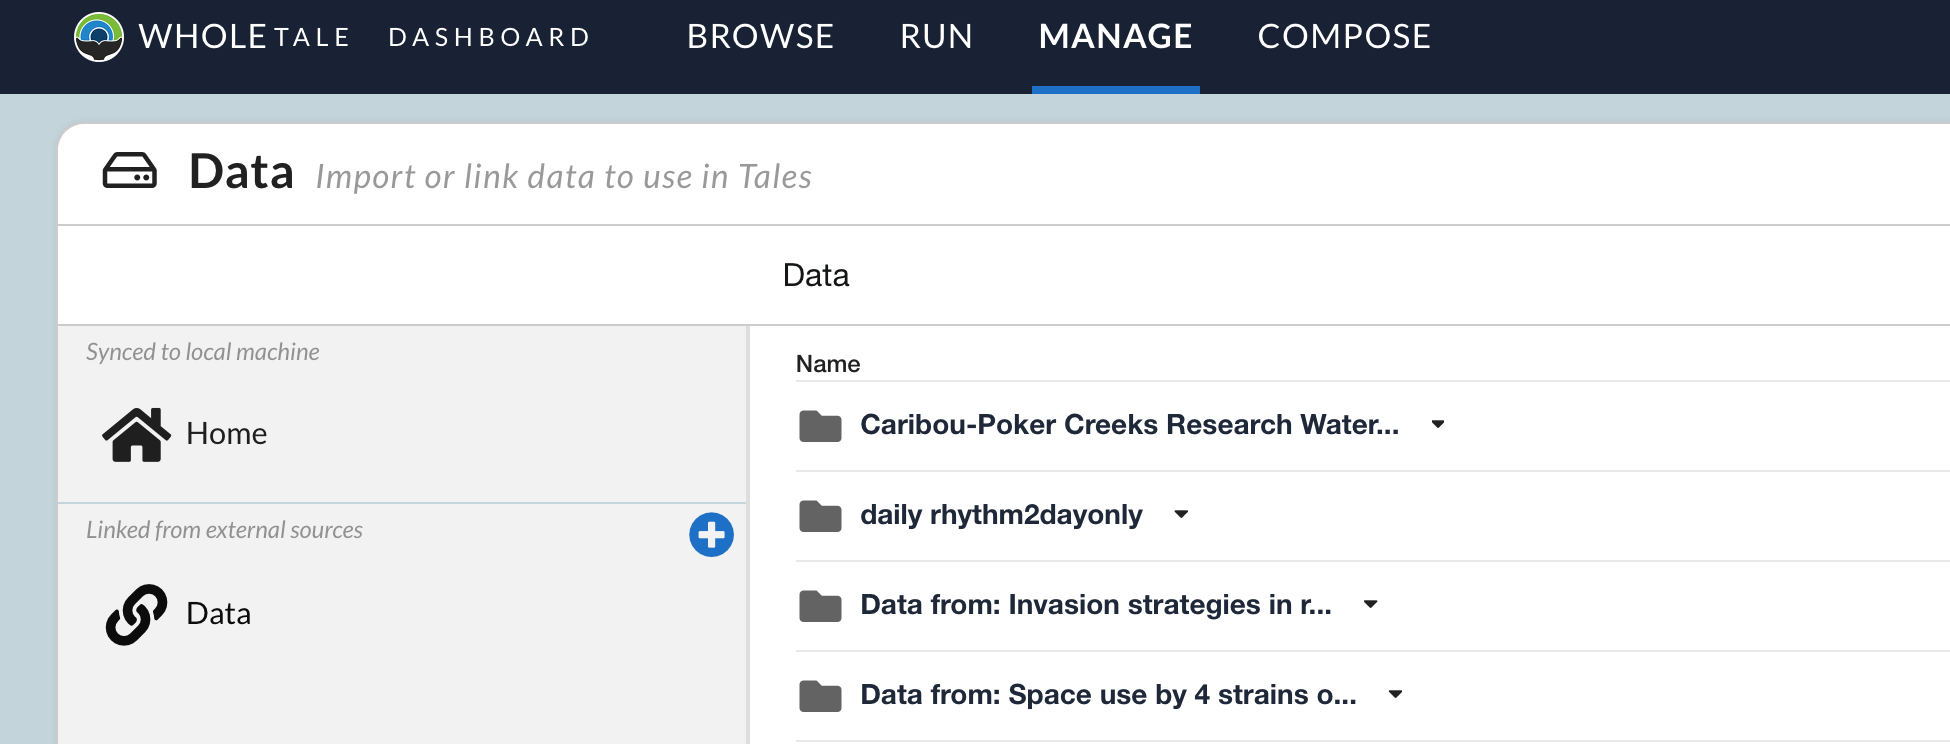 WHOLE TALE DASHBOARD BROWSE RUN MANAGE COMPOSE
Data Import or link data to use in Tales
Data
Synced to local machine
Home
Linked from external sources
Data
Name
Caribou-Poker Creeks Research Water...
daily rhythm2dayonly
Data from: Invasion strategies in r...
Data from: Space use by 4 strains o...